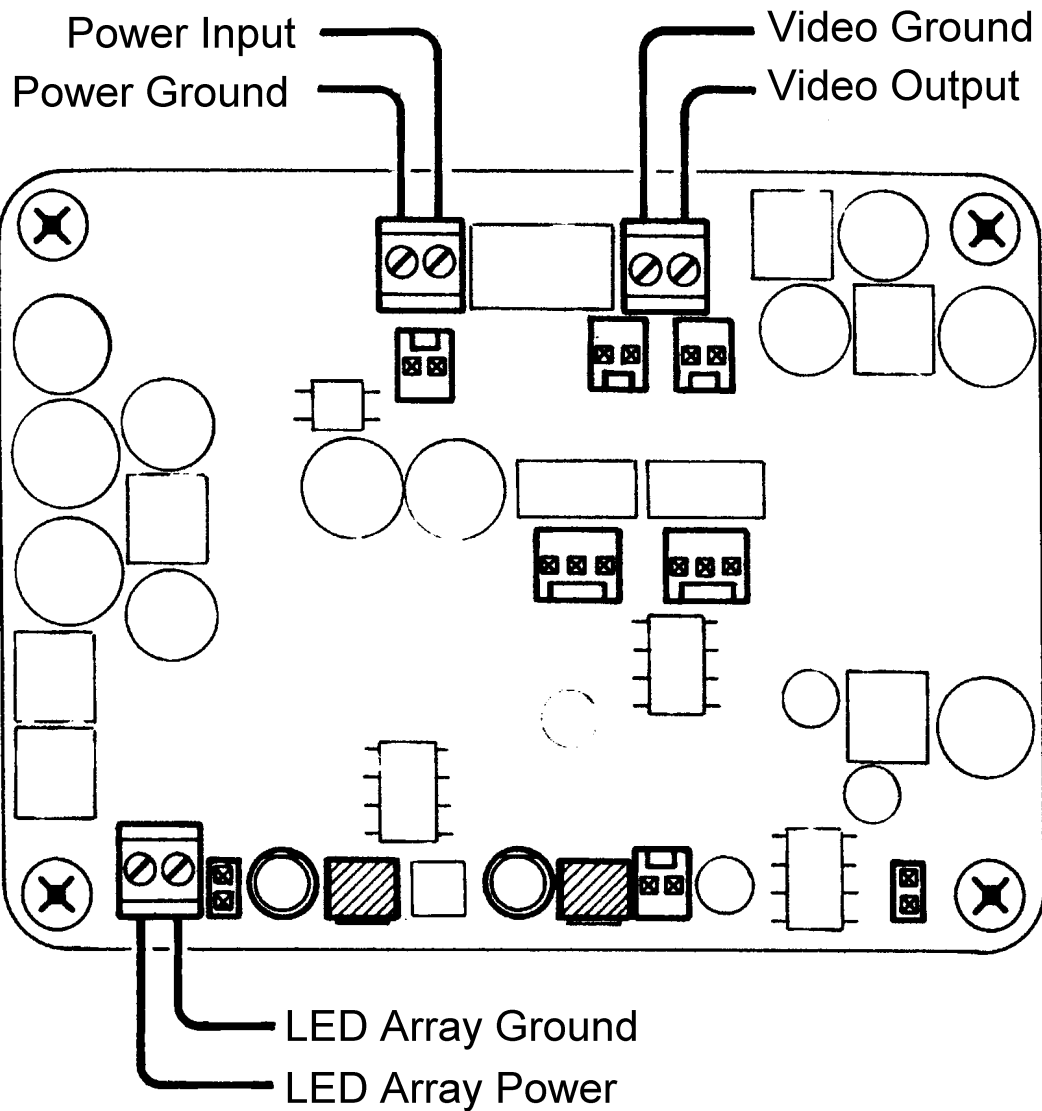 Power Input
Power Ground
Video Ground
Video Output
LED Array Ground
LED Array Power